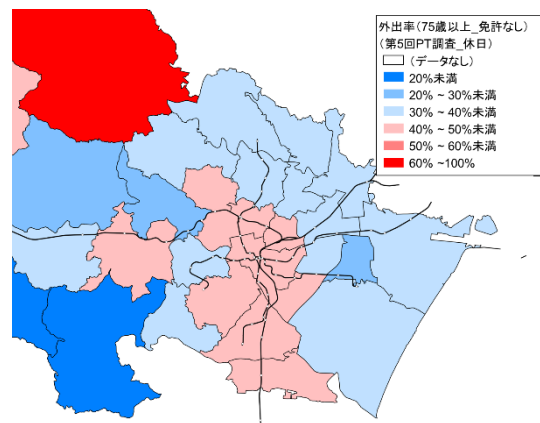 外出率(75歳以上_免許なし)
(第5回PT調査_休日)
(データなし)
20%未満
20% ~ 30%未満
30% ~ 40%未満
40% ~ 50%未満
50% ~ 60%未満
60% ~100%